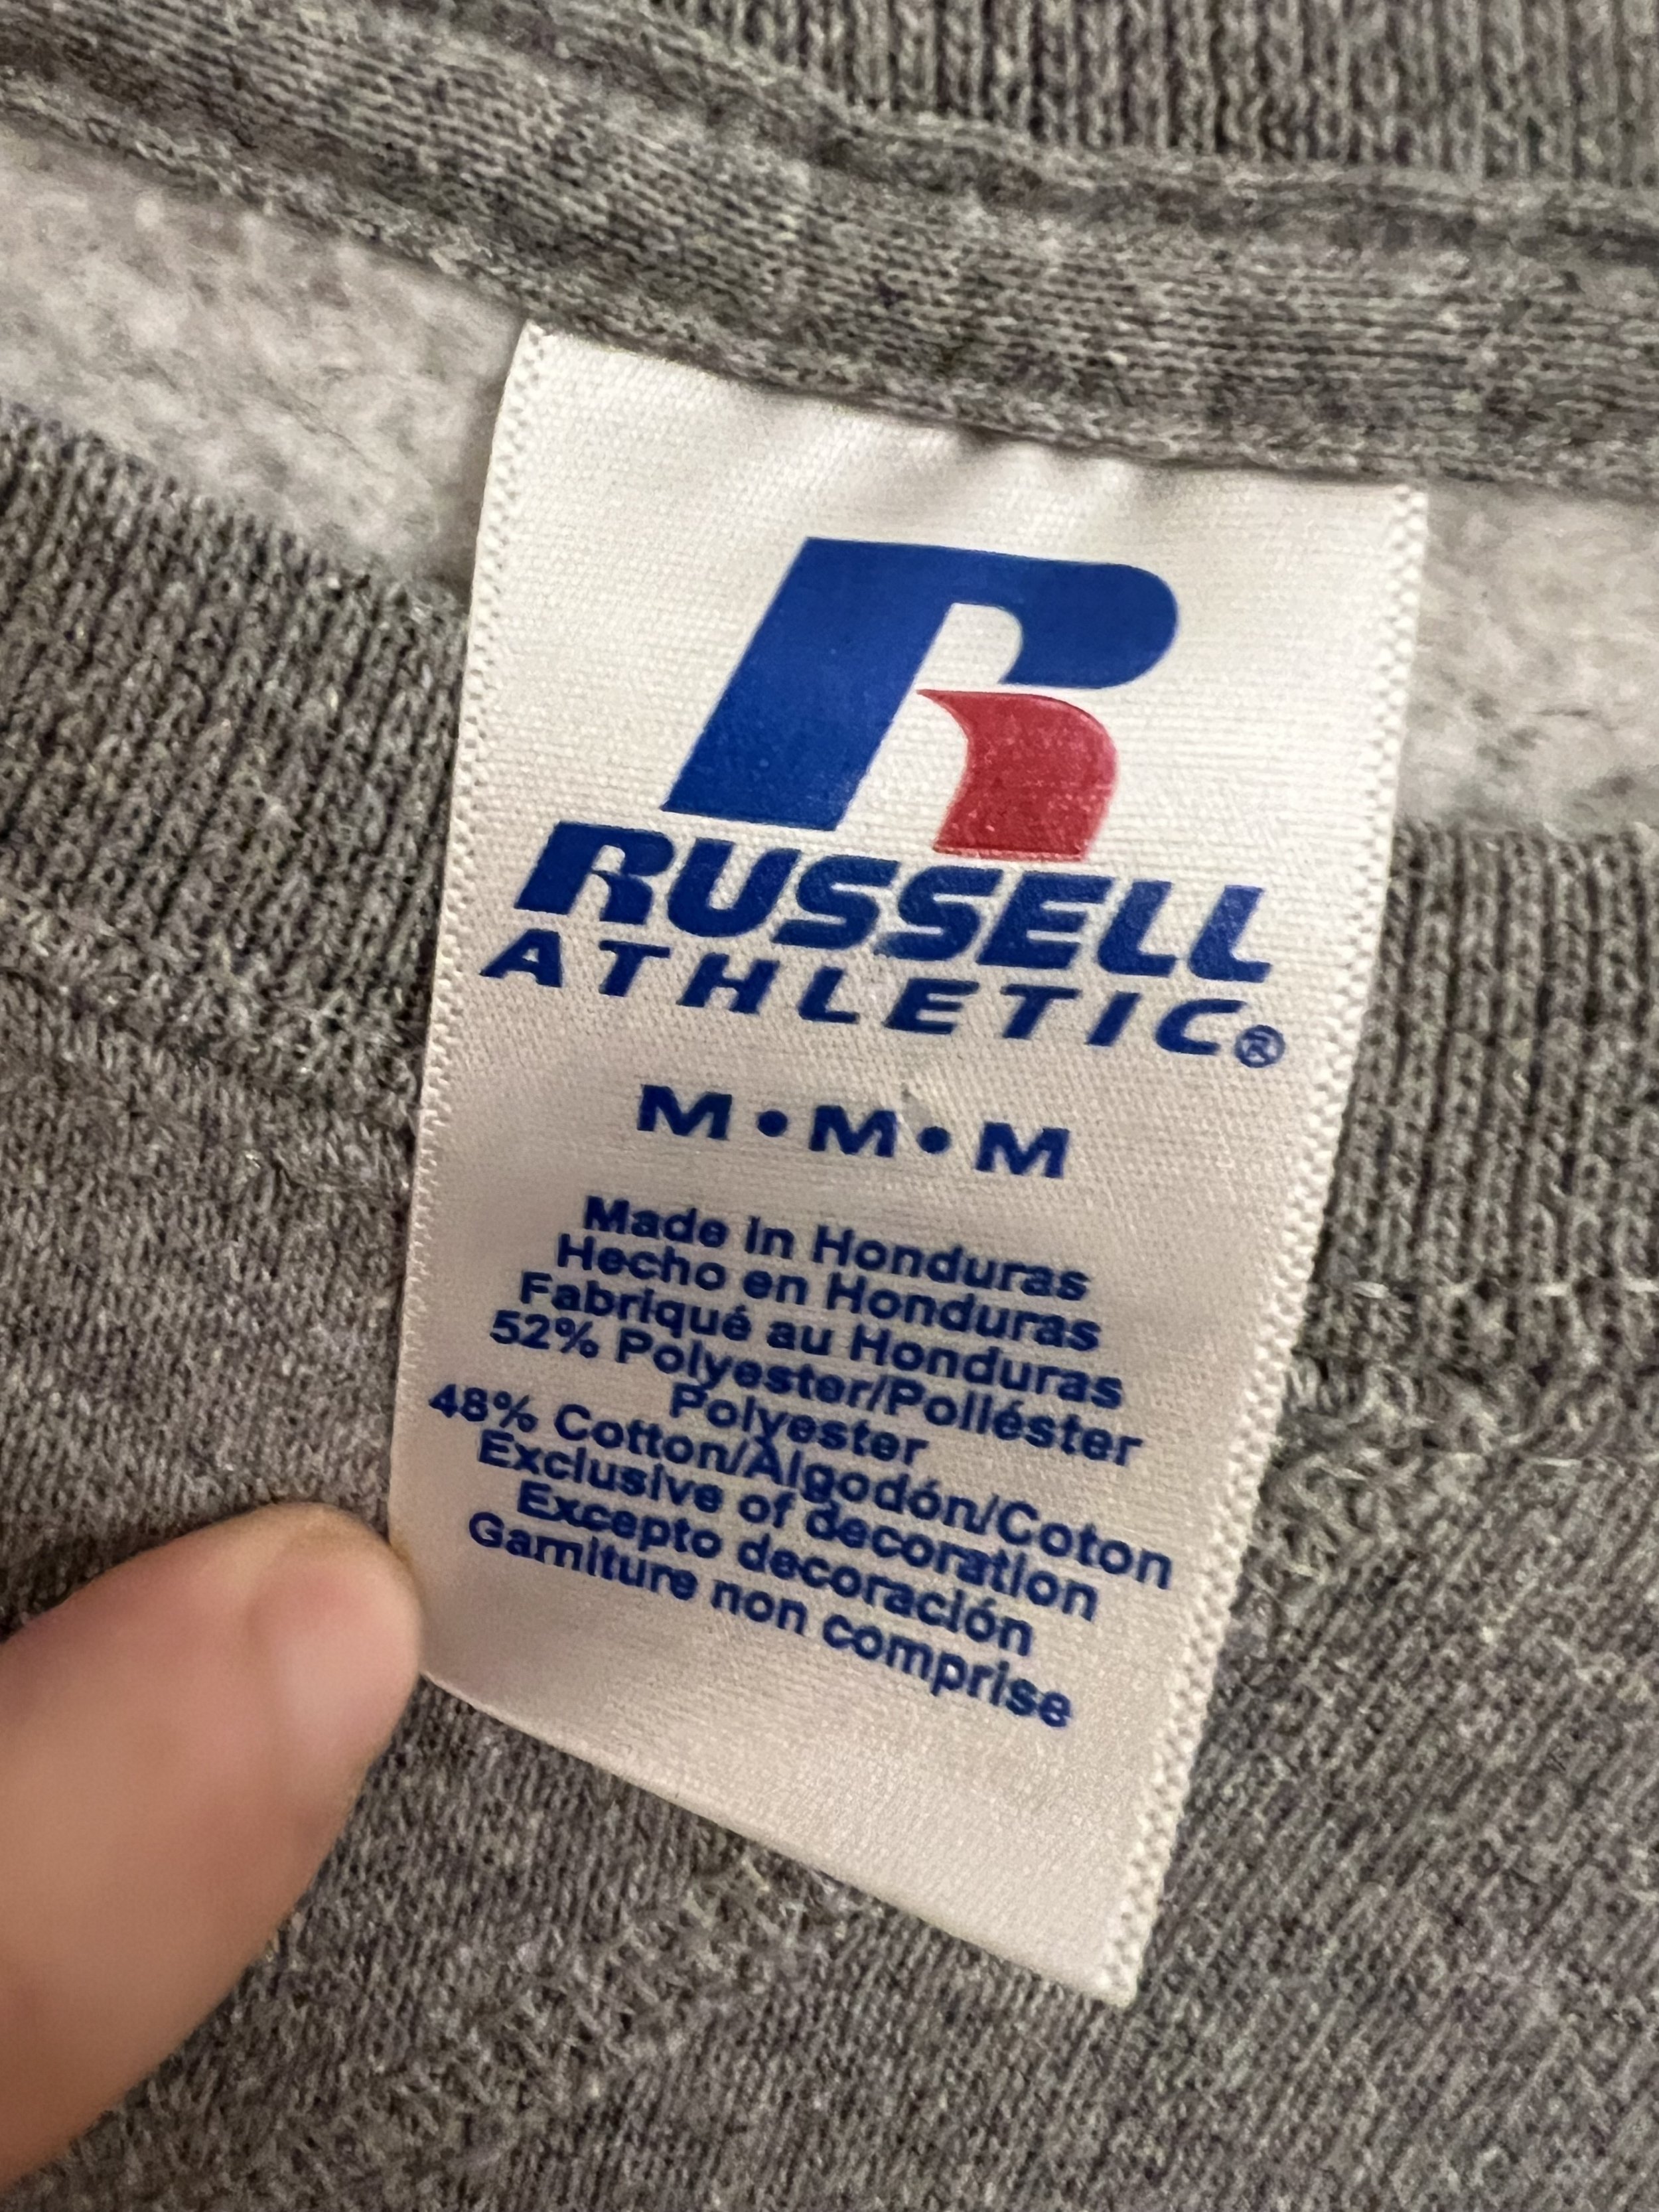 R
RUSSELL
ATHLETIC®
M•M•M
Made in Honduras
Hecho en Honduras
Fabriqué au Honduras
52% Polyester/Poliéster
Polyester
48% Cotton/Algodón/Coton
Exclusive of decoration
Excepto decoración
Garniture non comprise